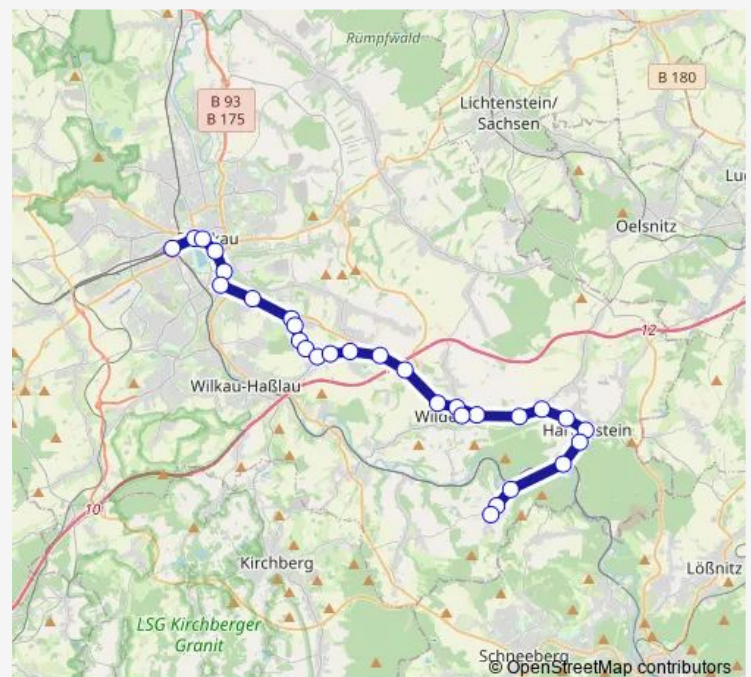 Rümpfwald
B 180
B 93
B 175
Lichtenstein/
Sachsen
Oelsnitz
12
Wilkau-Haßlau
10
Kirchberg
Lößnitz
LSG Kirchberger
Granit
Schneeberg
© OpenStreetMap contributors